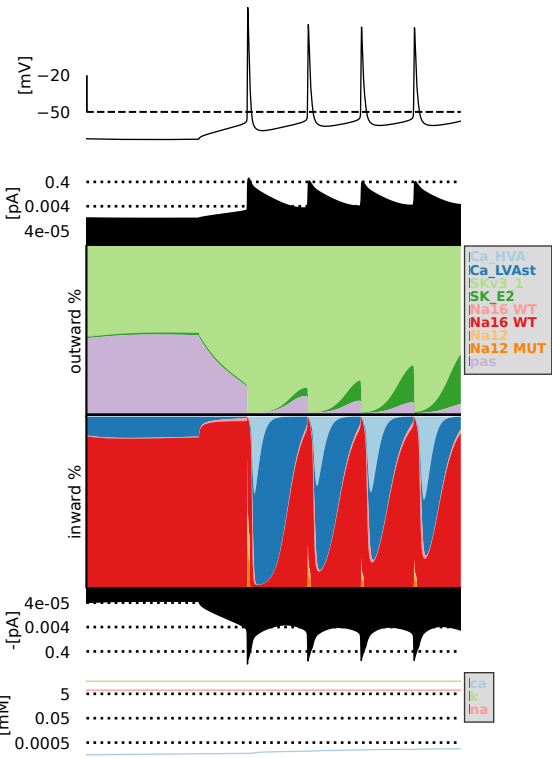 [mV]
−20
−50
[pA]
0.4
0.004
4e-05
outward %
Ca_HVA
Ca_LVAst
SKv3_1
SK_E2
Na16 WT
Na16 WT
Na12
Na12 MUT
pas
inward %
4e-05
0.004
0.4
-[pA]
ca
k
na
[mM]
5
0.05
0.0005